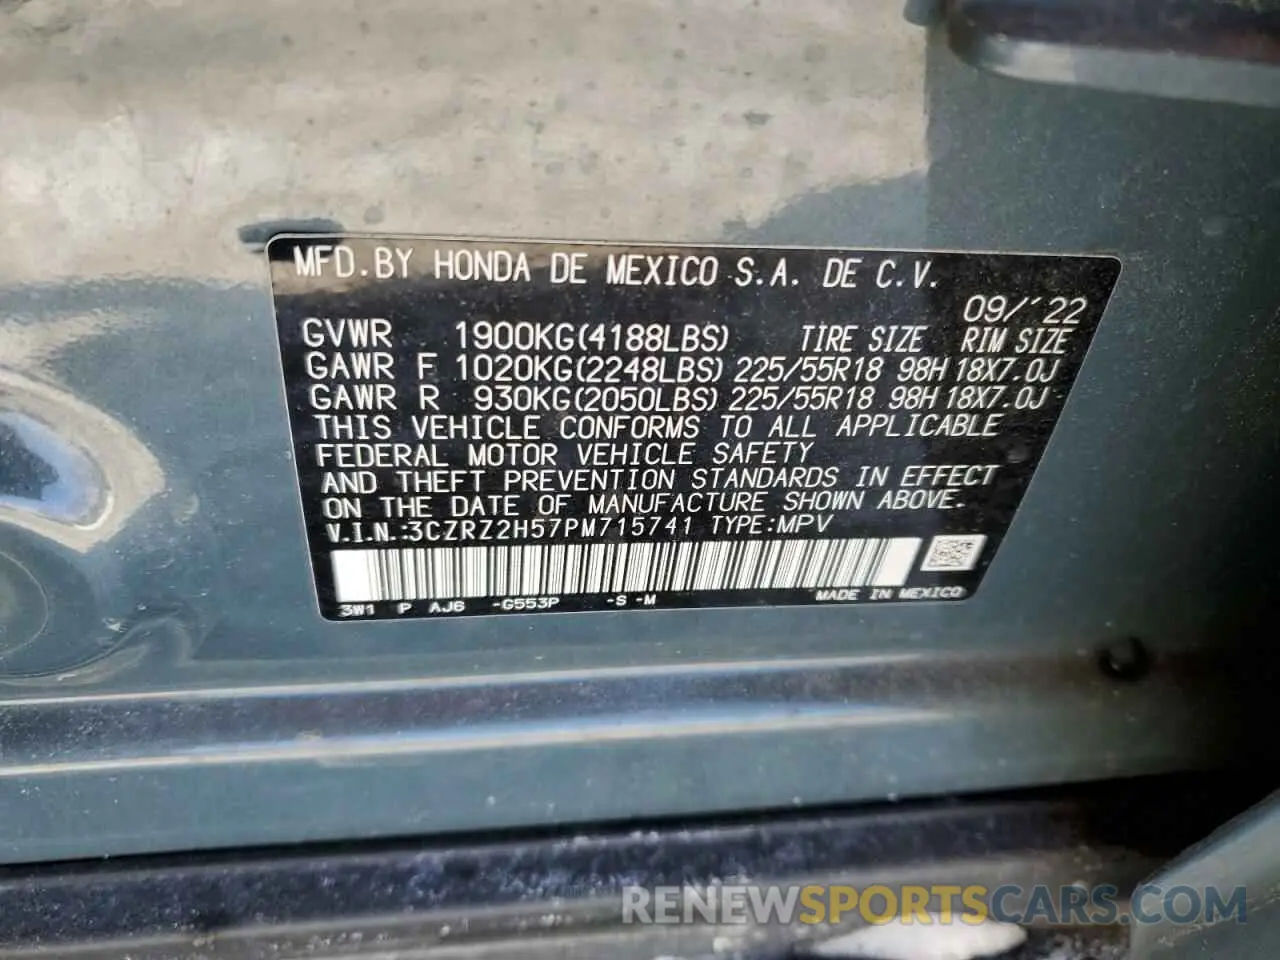 MFD.BY HONDA DE MEXICO S.A. DE C.V.
09/'22
GVWR 1900KG(4188LBS) TIRE SIZE RIM SIZE
GAWR F 1020KG(2248LBS) 225/55R18 98H 18X7.0J
GAWR R 930KG(2050LBS) 225/55R18 98H 18X7.0J
THIS VEHICLE CONFORMS TO ALL APPLICABLE
FEDERAL MOTOR VEHICLE SAFETY
AND THEFT PREVENTION STANDARDS IN EFFECT
ON THE DATE OF MANUFACTURE SHOWN ABOVE.
V.I.N.:3CZRZ2H57PM715741 TYPE:MPV
3W1 P AJ6 -G553P -S -M MADE IN MEXICO
RENEWSPORTSCARS.COM